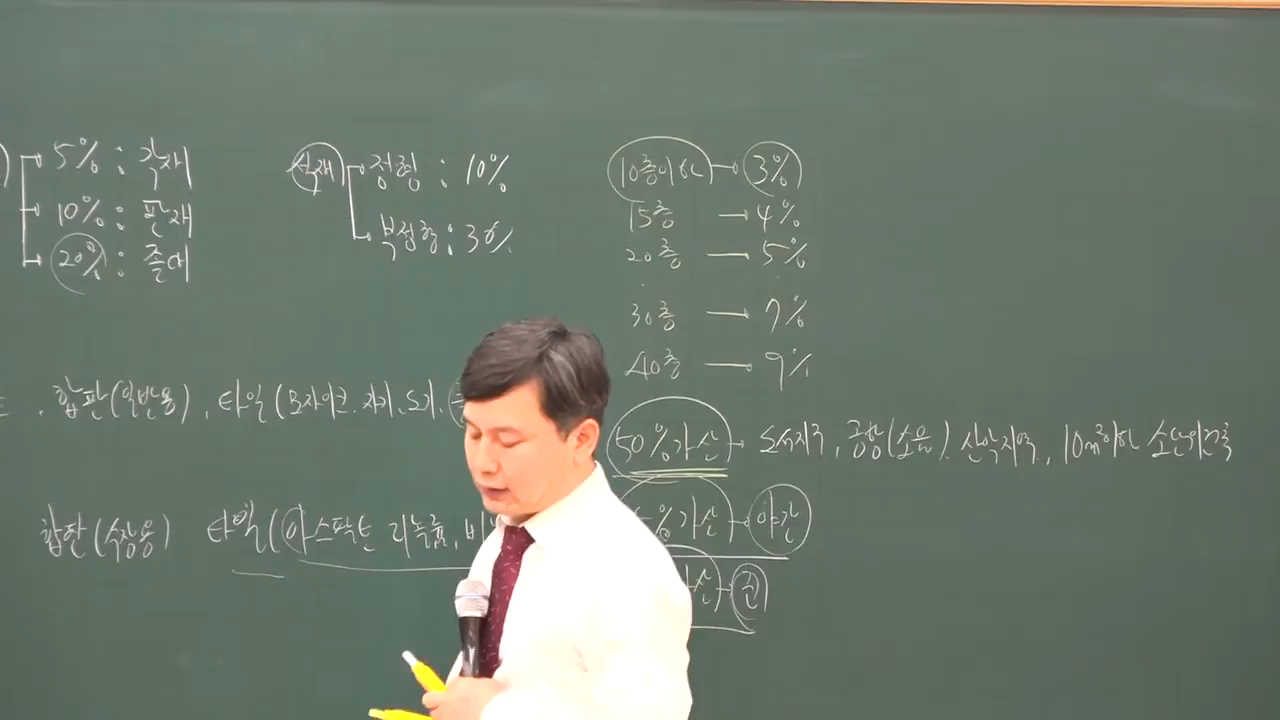 5% : 각재
10% : 판재
20% : 졸대
석재 정형 : 10%
부정형 : 30%
10층이하 → 3%
15층 → 4%
20층 → 5%
30층 → 7%
40층 → 9%
합판(일반용), 타일(모자이크, 자기, 도기,
합판(수장용) 타일(아스팔트 리놀륨, 비
50%가산 → 도서지구, 공항(소음), 산악지역, 10㎡이하 소단위건축
%가산 → 야간
산